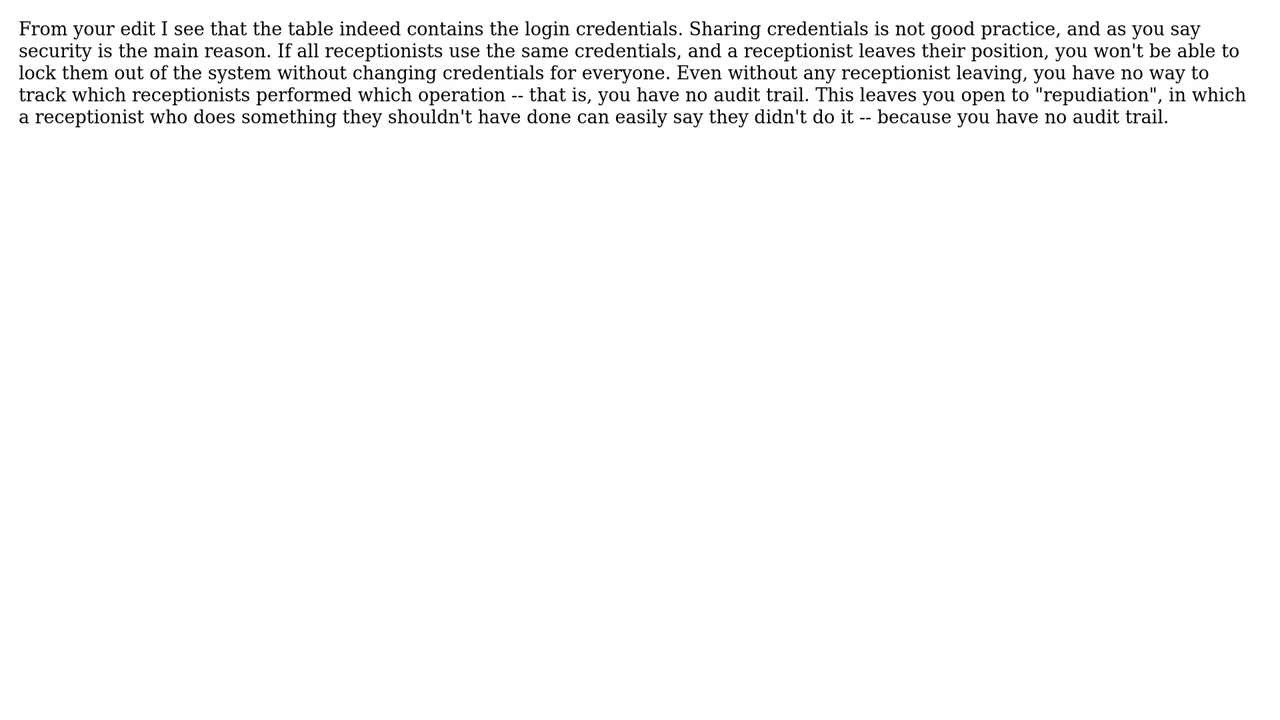 From your edit I see that the table indeed contains the login credentials. Sharing credentials is not good practice, and as you say
security is the main reason. If all receptionists use the same credentials, and a receptionist leaves their position, you won't be able to
lock them out of the system without changing credentials for everyone. Even without any receptionist leaving, you have no way to
track which receptionists performed which operation -- that is, you have no audit trail. This leaves you open to "repudiation", in which
a receptionist who does something they shouldn't have done can easily say they didn't do it -- because you have no audit trail.